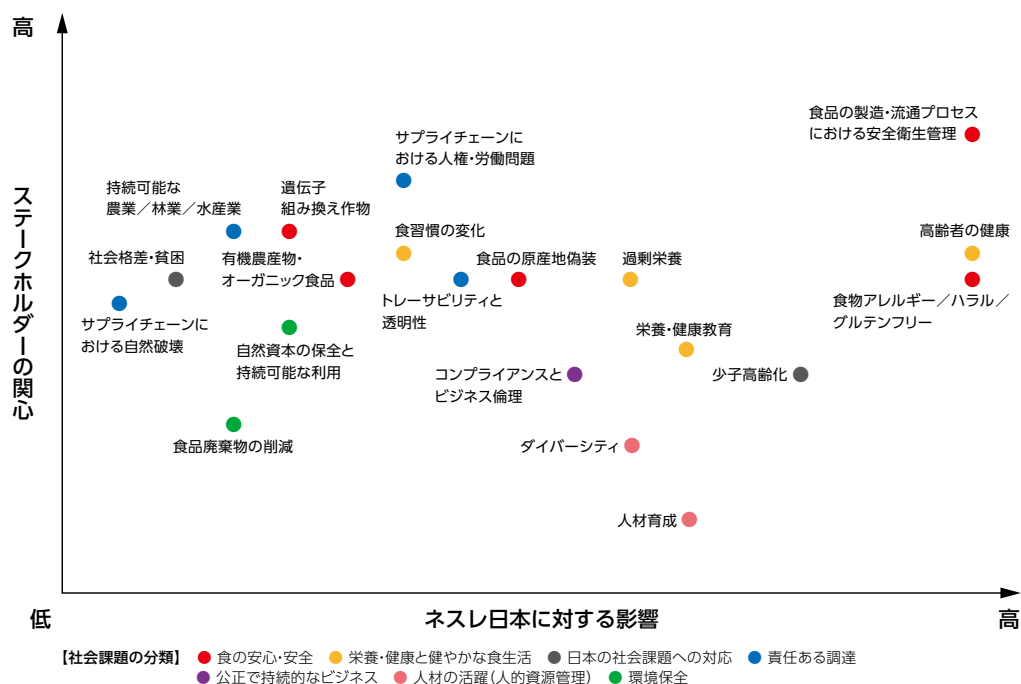 高
食品の製造・流通プロセス
における安全衛生管理
サプライチェーンに
おける人権・労働問題
持続可能な
農業／林業／水産業
遺伝子
組み換え作物
食習慣の変化
高齢者の健康
社会格差・貧困
有機農産物・
オーガニック食品
食品の原産地偽装
過剰栄養
トレーサビリティと
透明性
食物アレルギー／ハラル／
グルテンフリー
サプライチェーンに
おける自然破壊
自然資本の保全と
持続可能な利用
栄養・健康教育
コンプライアンスと
ビジネス倫理
少子高齢化
食品廃棄物の削減
ダイバーシティ
人材育成
ステークホルダーの関心
低
ネスレ日本に対する影響
高
【社会課題の分類】 食の安心・安全 栄養・健康と健やかな食生活 日本の社会課題への対応 責任ある調達
公正で持続的なビジネス 人材の活躍（人的資源管理） 環境保全